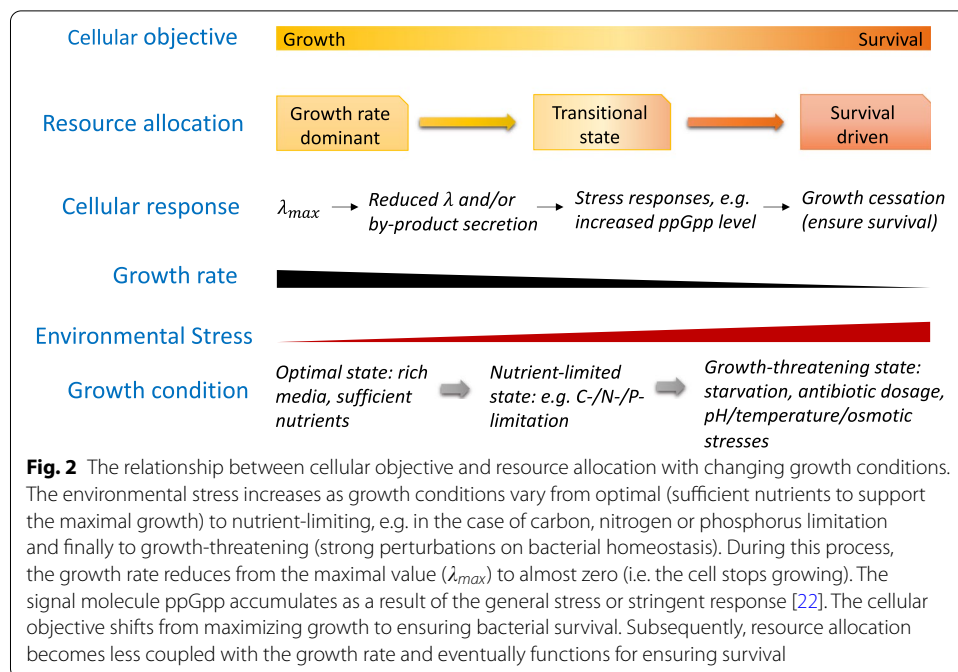 Cellular objective
Growth
Survival
Resource allocation
Growth rate
dominant
Transitional
state
Survival
driven
Cellular response
λmax
Reduced λ and/or
by-product secretion
Stress responses, e.g.
increased ppGpp level
Growth cessation
(ensure survival)
Growth rate
Environmental Stress
Growth condition
Optimal state: rich
media, sufficient
nutrients
Nutrient-limited
state: e.g. C-/N-/P-
limitation
Growth-threatening state:
starvation, antibiotic dosage,
pH/temperature/osmotic
stresses
Fig. 2 The relationship between cellular objective and resource allocation with changing growth conditions.
The environmental stress increases as growth conditions vary from optimal (sufficient nutrients to support
the maximal growth) to nutrient-limiting, e.g. in the case of carbon, nitrogen or phosphorus limitation
and finally to growth-threatening (strong perturbations on bacterial homeostasis). During this process,
the growth rate reduces from the maximal value (λmax) to almost zero (i.e. the cell stops growing). The
signal molecule ppGpp accumulates as a result of the general stress or stringent response [22]. The cellular
objective shifts from maximizing growth to ensuring bacterial survival. Subsequently, resource allocation
becomes less coupled with the growth rate and eventually functions for ensuring survival